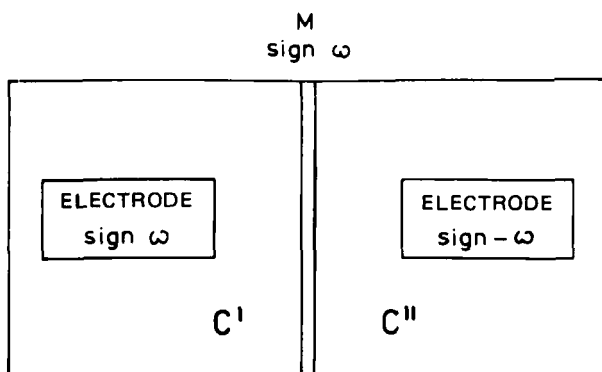 M
sign ω
ELECTRODE
sign ω
ELECTRODE
sign - ω
C'
C"